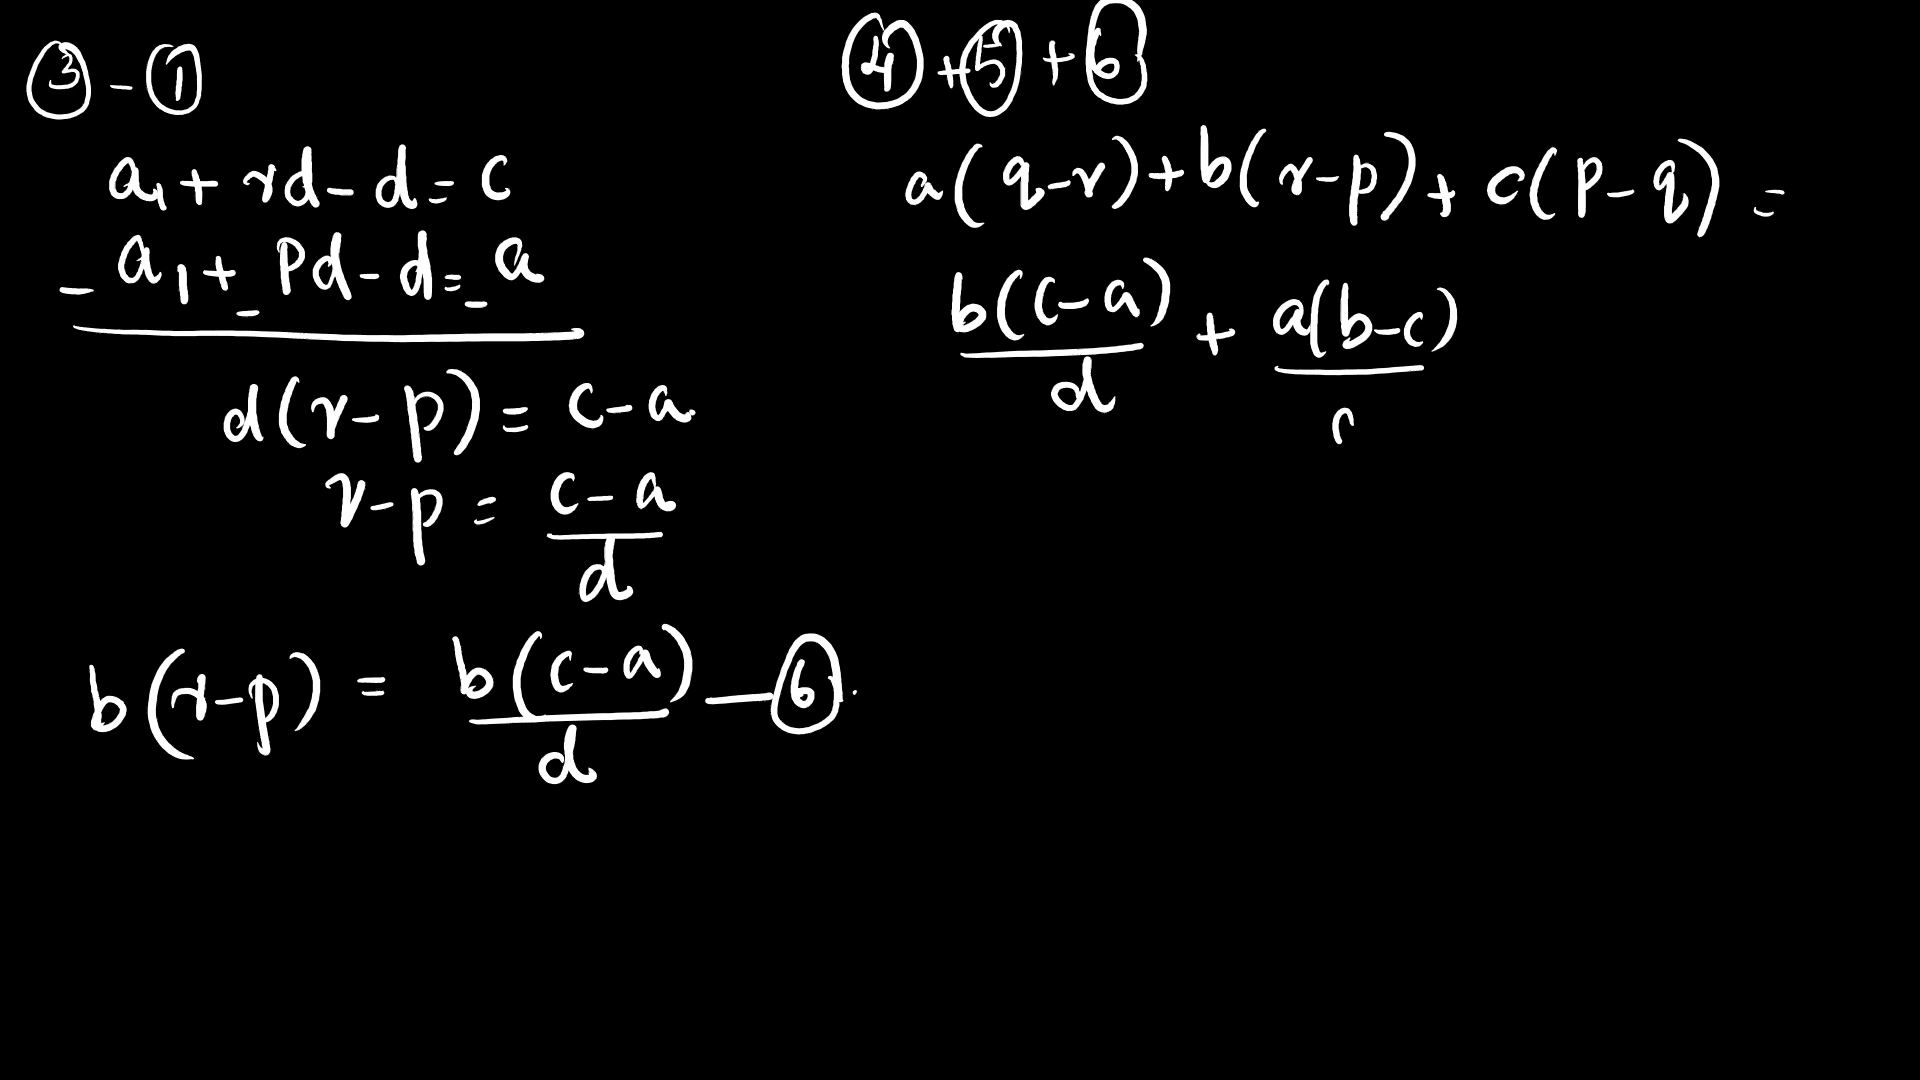 ③ - ①
a₁ + rd - d = c
- a₁ + pd - d = a
- -
d(r - p) = c - a
r - p = c - a
d
b(r - p) = b(c - a) — ⑥
d
④ + ⑤ + ⑥
a(q - r) + b(r - p) + c(p - q) =
b(c - a) + a(b - c)
d